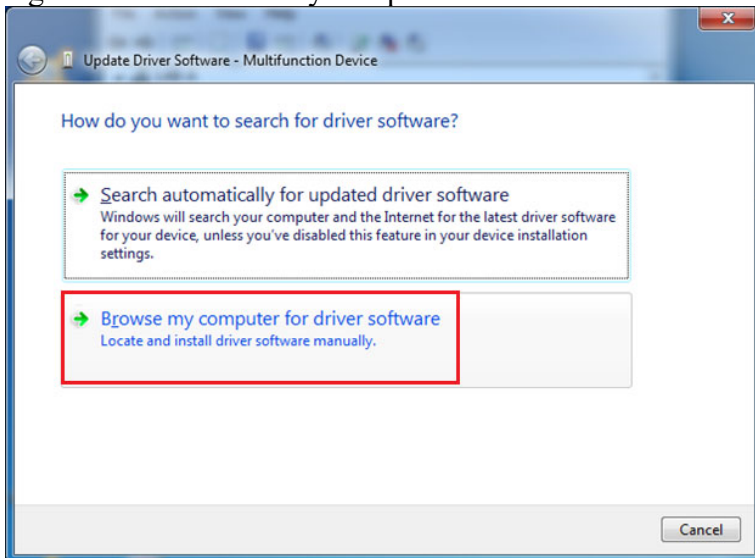 Update Driver Software - Multifunction Device
How do you want to search for driver software?
Search automatically for updated driver software
Windows will search your computer and the Internet for the latest driver software
for your device, unless you've disabled this feature in your device installation
settings.
Browse my computer for driver software
Locate and install driver software manually.
Cancel